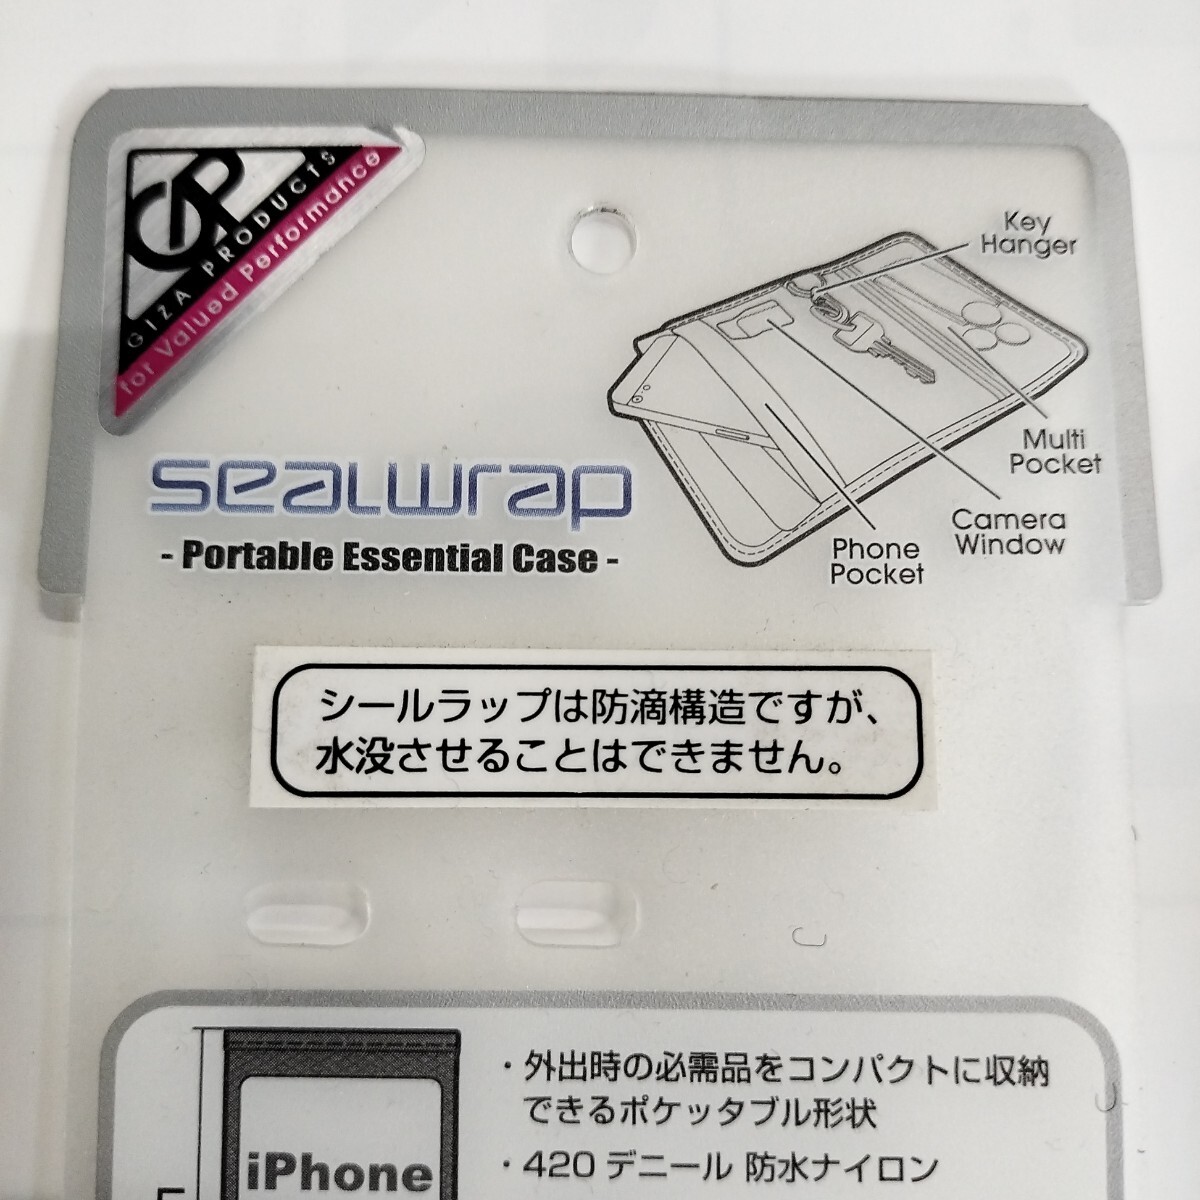 GP
GIZA PRODUCTS
for Valued Performance
Key
Hanger
Multi
Pocket
Camera
Window
Phone
Pocket
sealwrap
- Portable Essential Case -
シールラップは防滴構造ですが、
水没させることはできません。
・外出時の必需品をコンパクトに収納
できるポケッタブル形状
・420 デニール 防水ナイロン
iPhone